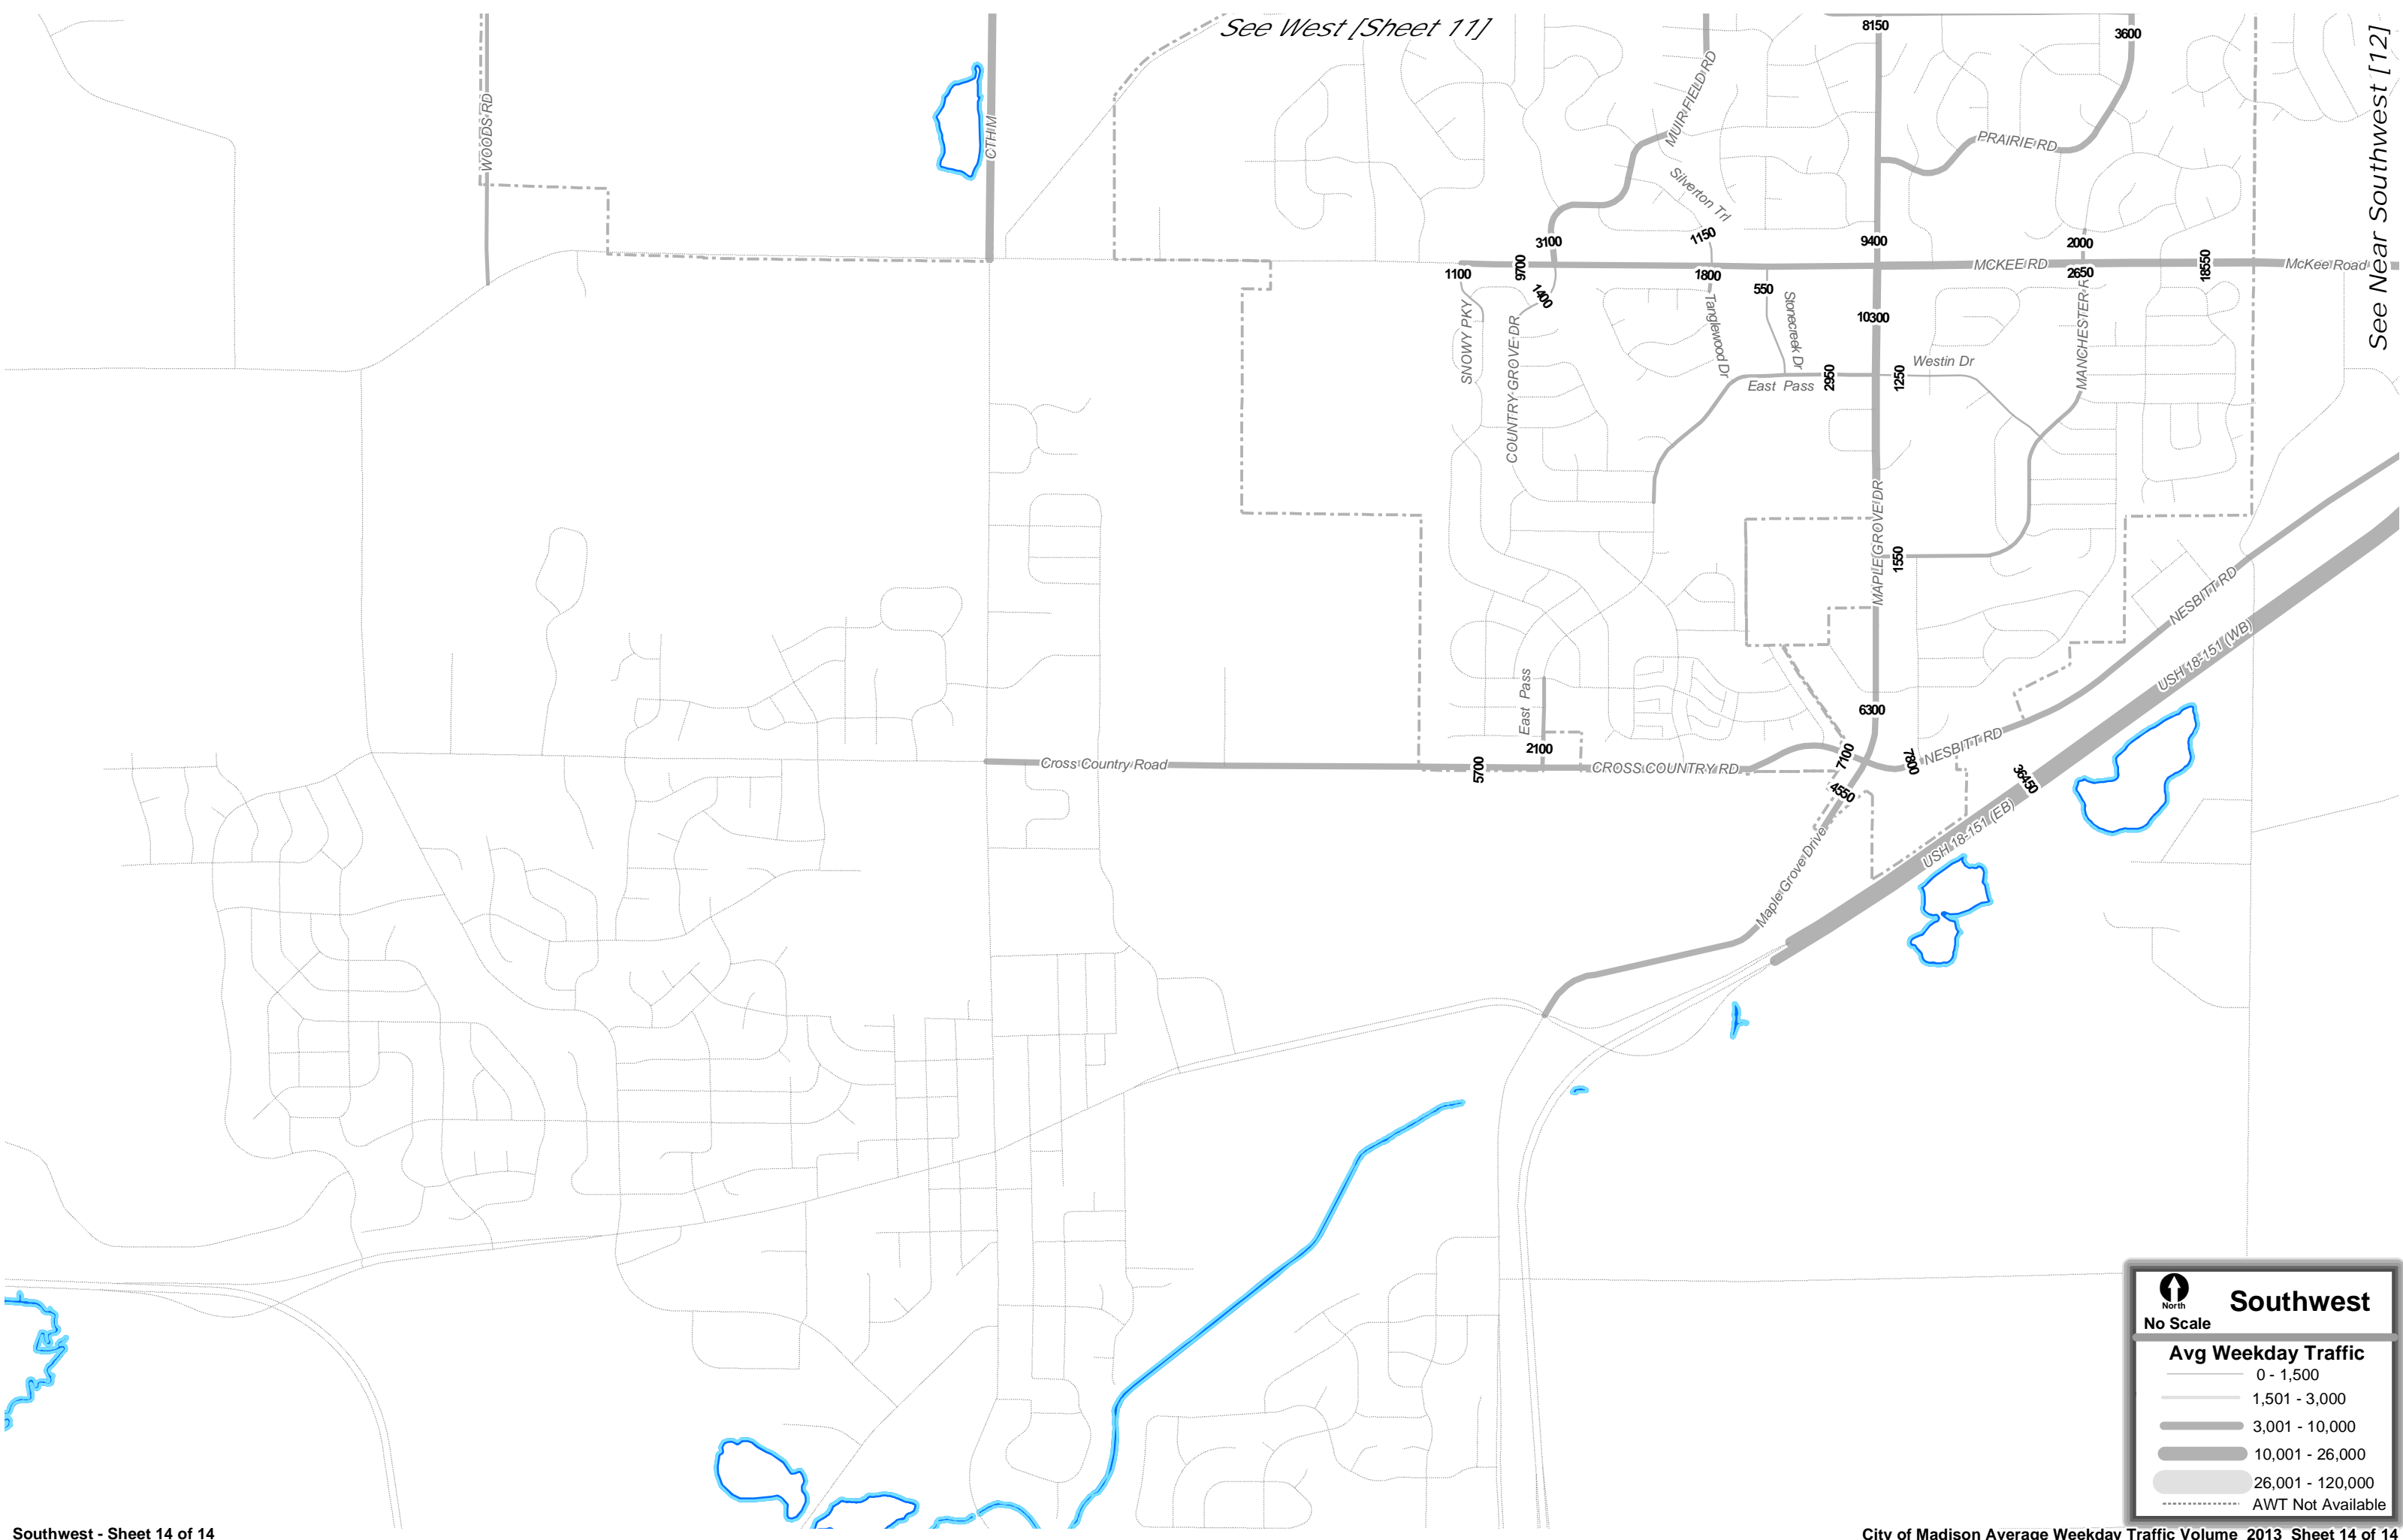 See West [Sheet 11]
8150
3600
See Near Southwest [12]
WOODS RD
CTH M
MUIR FIELD RD
PRAIRIE RD
Silverton Trl
3100
1150
9400
2000
1100
9700
1800
MCKEE RD
2650
18550
McKee Road
1400
550
SNOWY PKY
COUNTRY GROVE DR
Tanglewood Dr
Stonecreek Dr
10300
MANCHESTER R
East Pass
2950
1250
Westin Dr
MAPLE GROVE DR
1550
NESBITT RD
USH 18-151 (WB)
East Pass
6300
2100
Cross Country Road
5700
CROSS COUNTRY RD
7100
7800
NESBITT RD
36450
4550
USH 18-151 (EB)
Maple Grove Drive
North
No Scale
Southwest
Avg Weekday Traffic
0 - 1,500
1,501 - 3,000
3,001 - 10,000
10,001 - 26,000
26,001 - 120,000
AWT Not Available
Southwest - Sheet 14 of 14
City of Madison Average Weekday Traffic Volume 2013 Sheet 14 of 14